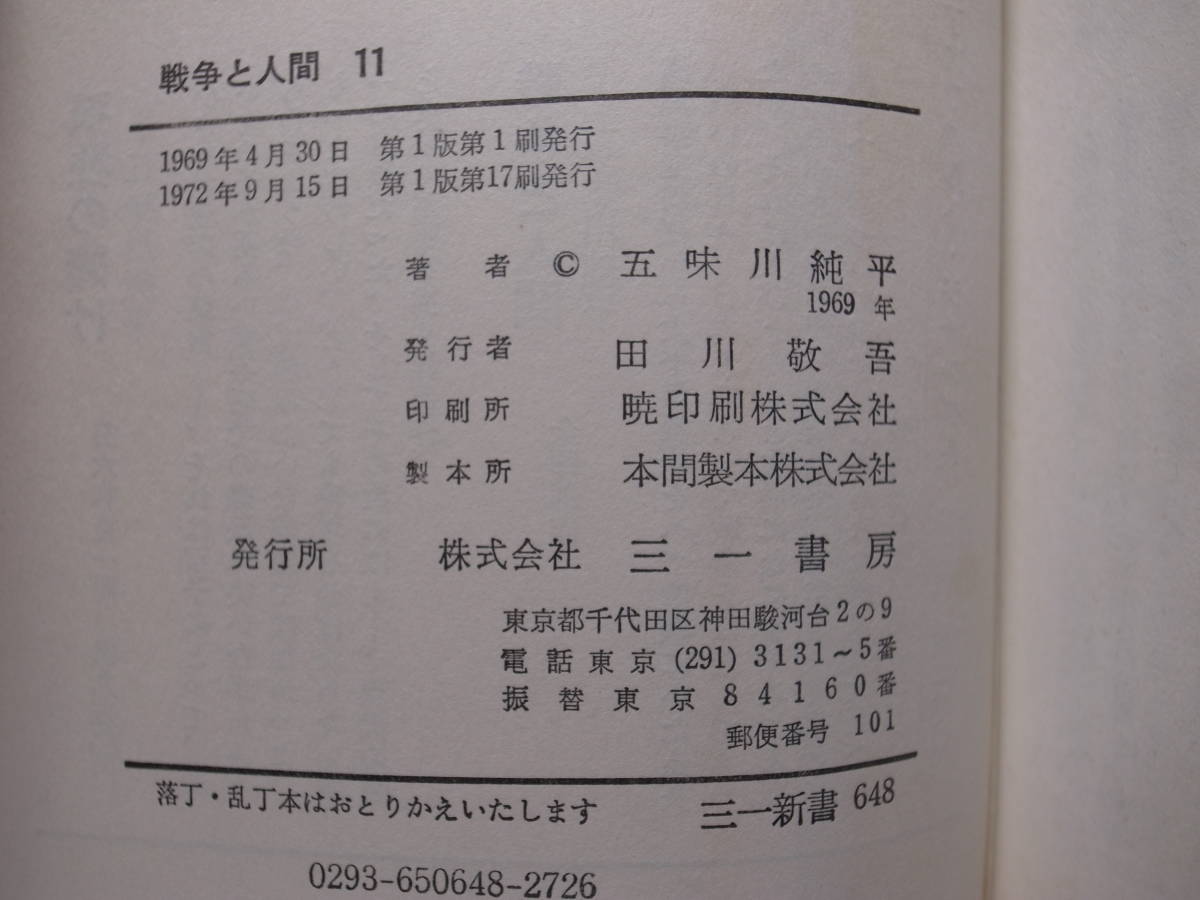 戦争と人間 11
1969年4月30日 第1版第1刷発行
1972年9月15日 第1版第17刷発行
著者 © 五味川純平
1969年
発行者 田川敬吾
印刷所 暁印刷株式会社
製本所 本間製本株式会社
発行所 株式会社 三一書房
東京都千代田区神田駿河台2の9
電話東京 (291) 3131~5番
振替東京 84160番
郵便番号 101
落丁・乱丁本はおとりかえいたします 三一新書 648
0293-650648-2726